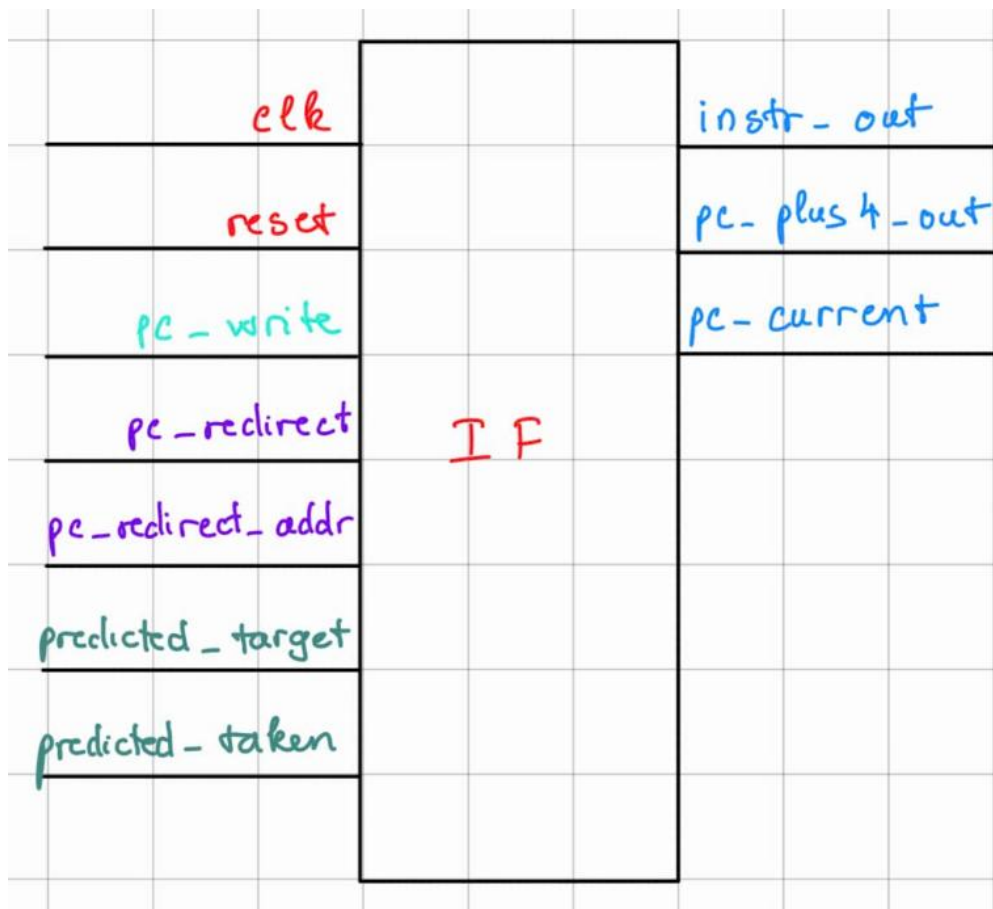 clk
reset
pc_write
pc_redirect
pc_redirect_addr
predicted_target
predicted_taken
IF
instr_out
pc_plus4_out
pc_current